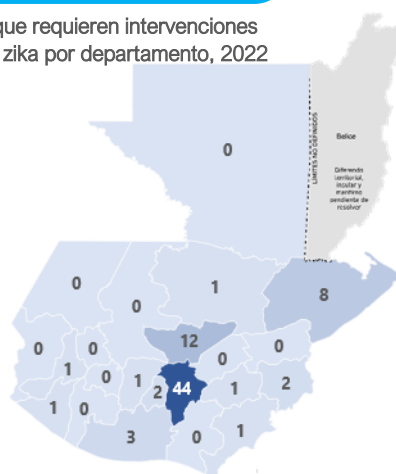 que requieren intervenciones
zika por departamento, 2022
0
LÍMITES NO DEFINIDOS
Belice
Diferendo
territorial,
insular y
marítimo
pendiente de
resolver
0
0
1
8
12
0
0
0
0
1
0
1
2
44
1
2
1
0
3
0
1